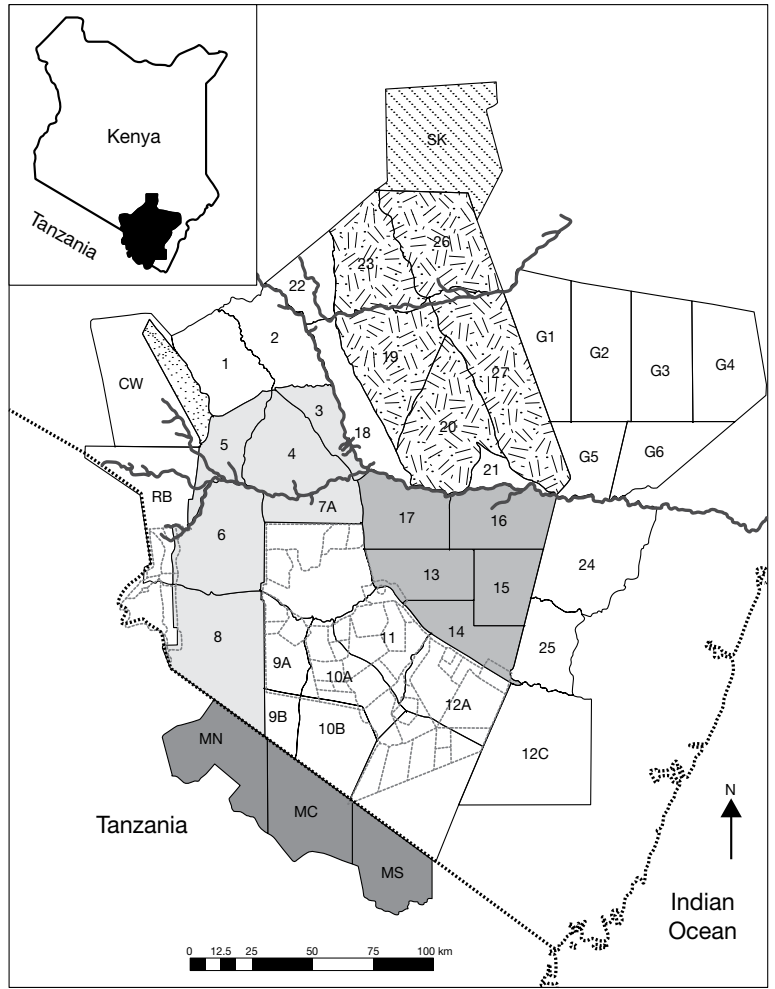 Kenya
Tanzania
SK
26
23
22
G1
G2
G3
G4
2
1
19
27
CW
3
18
20
5
4
G5
G6
21
RB
7A
17
16
6
24
13
15
8
11
14
25
9A
10A
12A
9B
10B
MN
12C
N
Tanzania
MC
MS
Indian
Ocean
0 12.5 25 50 75 100 km